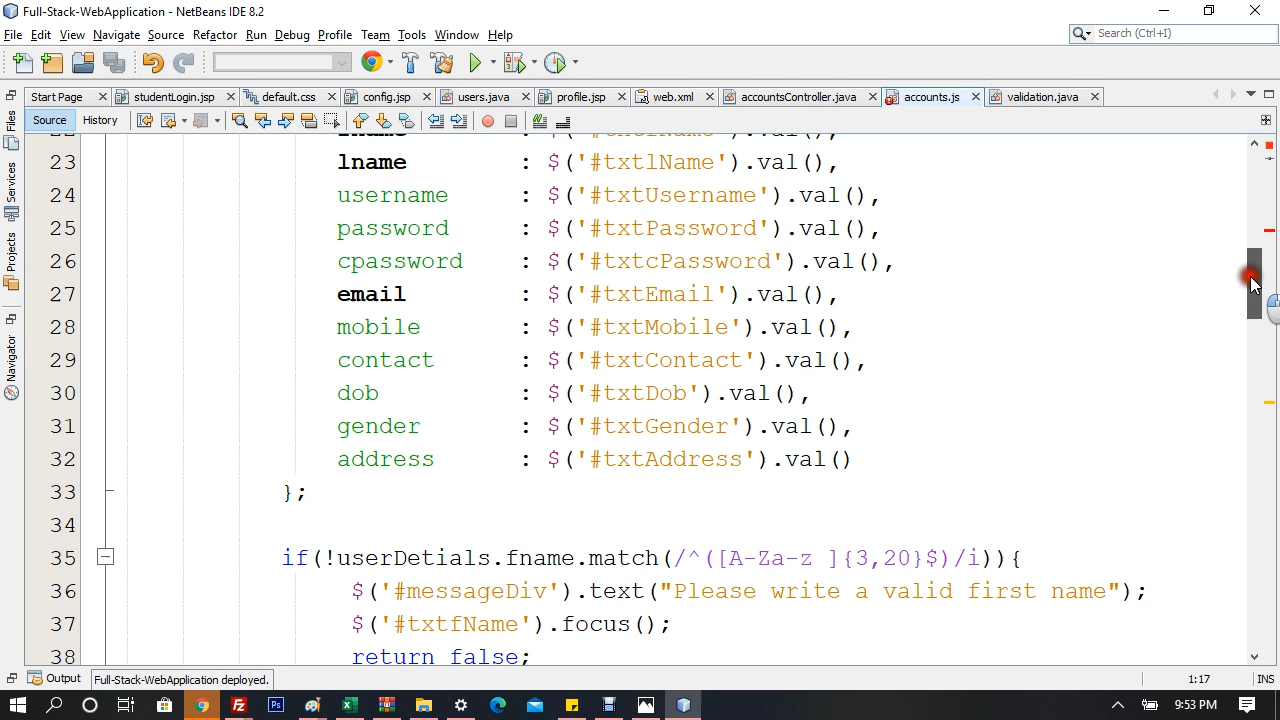 Full-Stack-WebApplication - NetBeans IDE 8.2
File Edit View Navigate Source Refactor Run Debug Profile Team Tools Window Help
Search (Ctrl+I)
Start Page studentLogin.jsp default.css config.jsp users.java profile.jsp web.xml accountsController.java accounts.js validation.java
Source History
23 lname : $('#txtlName').val(),
24 username : $('#txtUsername').val(),
25 password : $('#txtPassword').val(),
26 cpassword : $('#txtcPassword').val(),
27 email : $('#txtEmail').val(),
28 mobile : $('#txtMobile').val(),
29 contact : $('#txtContact').val(),
30 dob : $('#txtDob').val(),
31 gender : $('#txtGender').val(),
32 address : $('#txtAddress').val()
33 };
34
35 if(!userDetials.fname.match(/^([A-Za-z ]{3,20}$)/i)){
36 $('#messageDiv').text("Please write a valid first name");
37 $('#txtfName').focus();
38 return false;
Files
Services
Projects
Navigator
Output Full-Stack-WebApplication deployed. 1:17 INS
9:53 PM